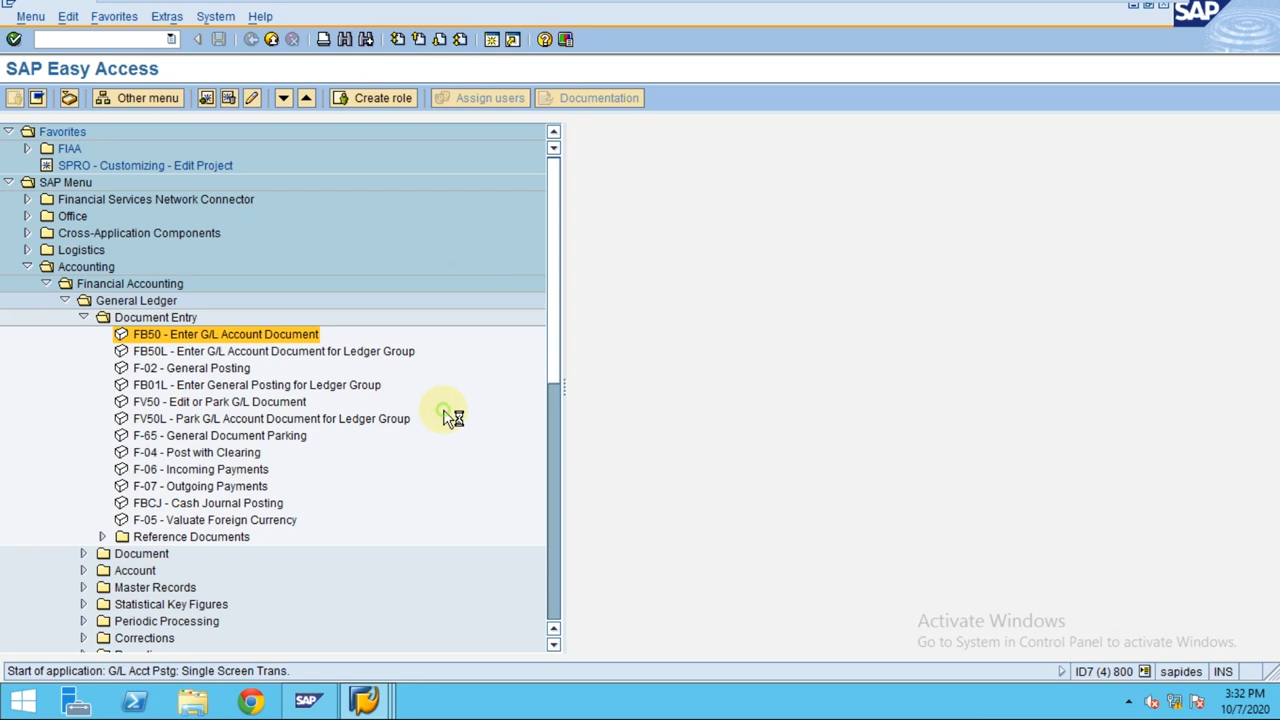 Menu Edit Favorites Extras System Help
SAP
SAP Easy Access
Other menu Create role Assign users Documentation
Favorites
FIAA
SPRO - Customizing - Edit Project
SAP Menu
Financial Services Network Connector
Office
Cross-Application Components
Logistics
Accounting
Financial Accounting
General Ledger
Document Entry
FB50 - Enter G/L Account Document
FB50L - Enter G/L Account Document for Ledger Group
F-02 - General Posting
FB01L - Enter General Posting for Ledger Group
FV50 - Edit or Park G/L Document
FV50L - Park G/L Account Document for Ledger Group
F-65 - General Document Parking
F-04 - Post with Clearing
F-06 - Incoming Payments
F-07 - Outgoing Payments
FBCJ - Cash Journal Posting
F-05 - Valuate Foreign Currency
Reference Documents
Document
Account
Master Records
Statistical Key Figures
Periodic Processing
Corrections
Activate Windows
Go to System in Control Panel to activate Windows.
Start of application: G/L Acct Pstg: Single Screen Trans.
ID7 (4) 800 sapides INS
SAP
3:32 PM
10/7/2020